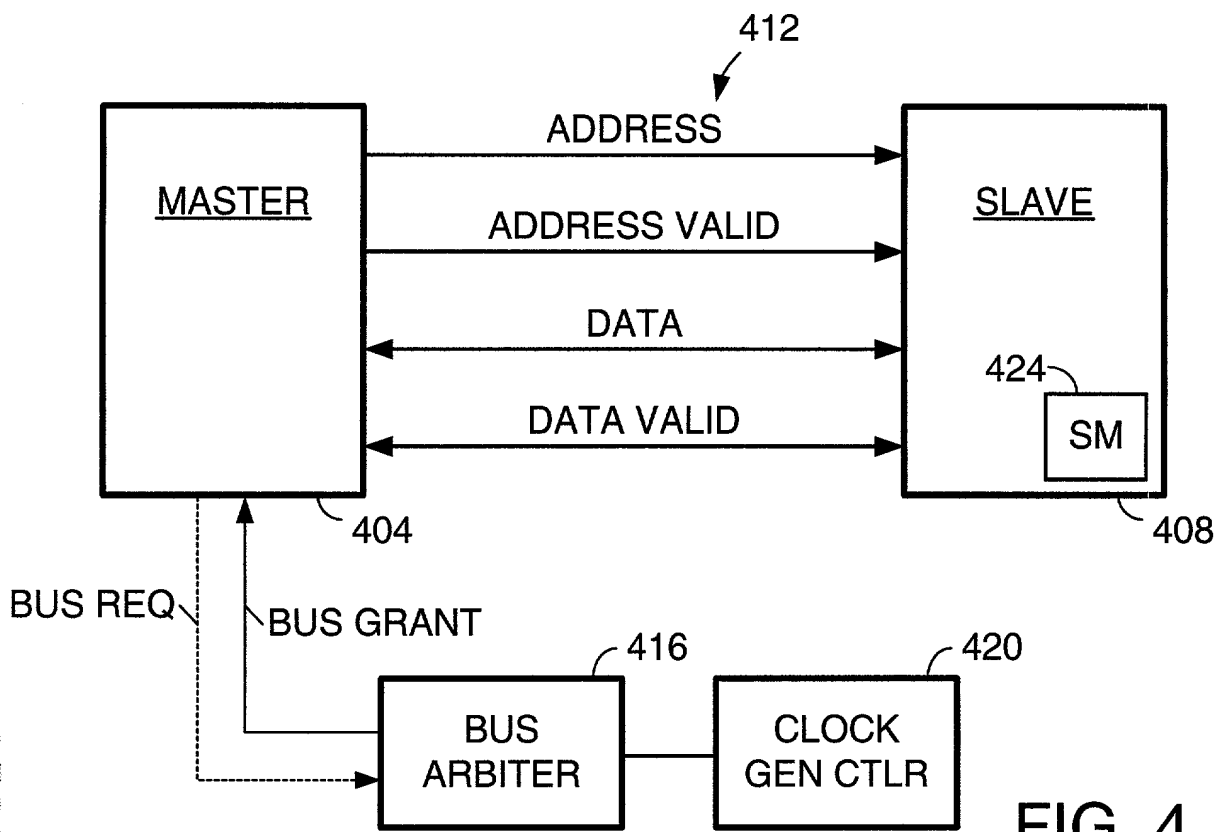 412
ADDRESS
MASTER
SLAVE
ADDRESS VALID
DATA
424
DATA VALID
SM
404
408
BUS REQ
BUS GRANT
416
420
BUS
ARBITER
CLOCK
GEN CTLR
FIG. 4